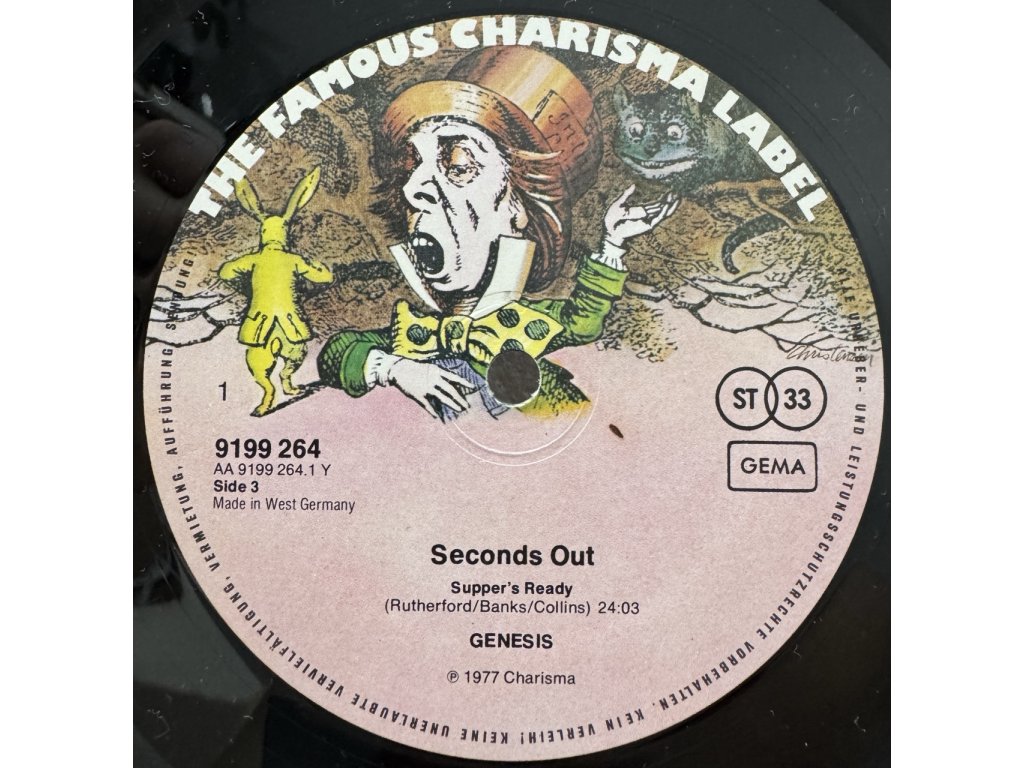 THE FAMOUS CHARISMA LABEL
ALLE URHEBER- UND LEISTUNGSSCHUTZRECHTE VORBEHALTEN. KEIN VERLEIH! KEINE UNERLAUBTE VERVIELFÄLTIGUNG, VERMIETUNG, AUFFÜHRUNG, SENDUNG!
1
ST 33
GEMA
9199 264
AA 9199 264.1 Y
Side 3
Made in West Germany
Seconds Out
Supper's Ready
(Rutherford/Banks/Collins) 24:03
GENESIS
℗ 1977 Charisma